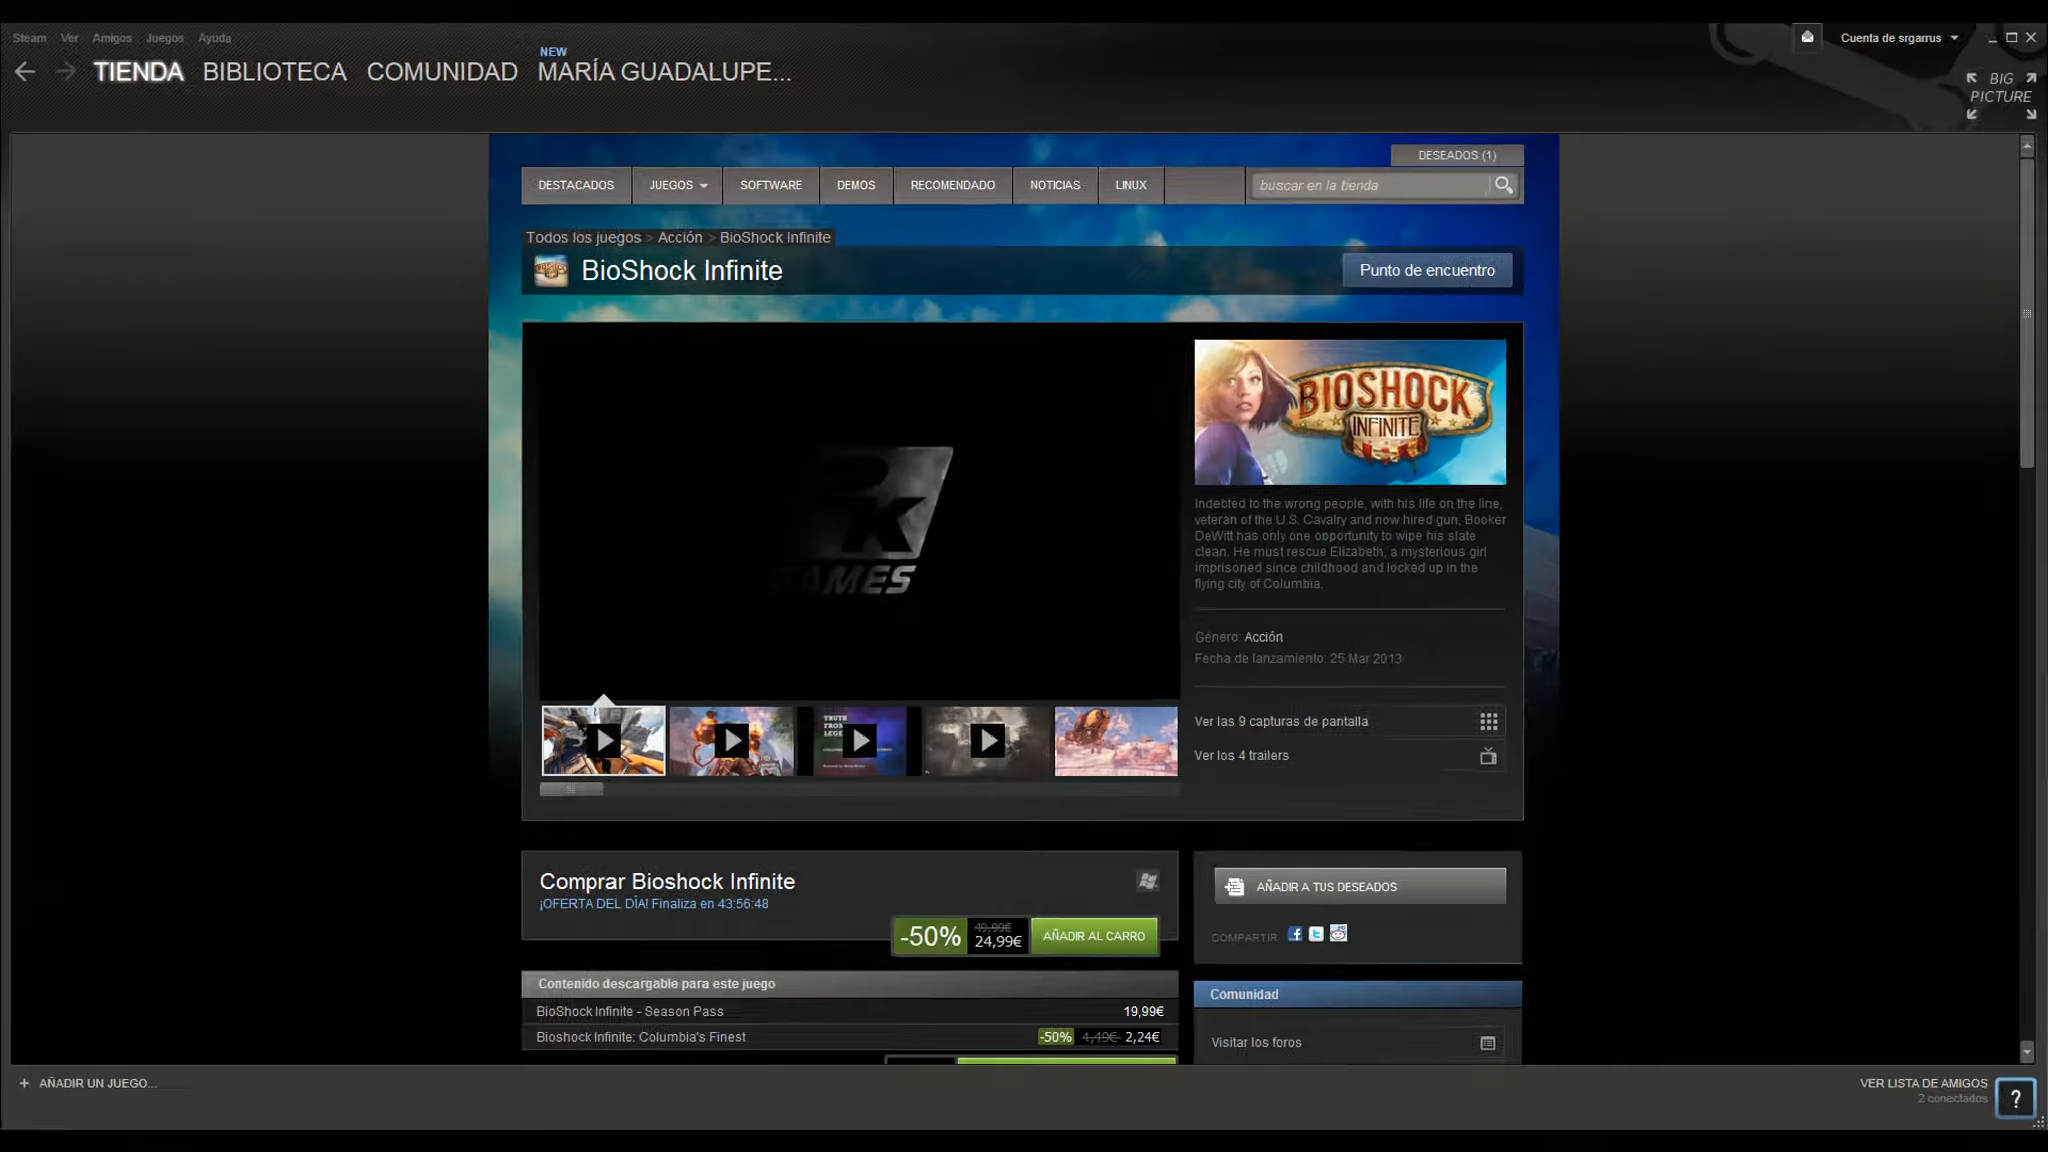 Steam Ver Amigos Juegos Ayuda
Cuenta de srgarrus
NEW
TIENDA BIBLIOTECA COMUNIDAD MARÍA GUADALUPE...
BIG
PICTURE
DESEADOS (1)
DESTACADOS JUEGOS SOFTWARE DEMOS RECOMENDADO NOTICIAS LINUX
buscar en la tienda
Todos los juegos > Acción > BioShock Infinite
BioShock Infinite
Punto de encuentro
2K
GAMES
BIOSHOCK
INFINITE
Indebted to the wrong people, with his life on the line,
veteran of the U.S. Cavalry and now hired gun, Booker
DeWitt has only one opportunity to wipe his slate
clean. He must rescue Elizabeth, a mysterious girl
imprisoned since childhood and locked up in the
flying city of Columbia.
Género: Acción
Fecha de lanzamiento: 25 Mar 2013
TRUTH
FROM
LEGE
Ver las 9 capturas de pantalla
Ver los 4 trailers
Comprar Bioshock Infinite
¡OFERTA DEL DÍA! Finaliza en 43:56:48
-50% 49,99€ 24,99€ AÑADIR AL CARRO
AÑADIR A TUS DESEADOS
COMPARTIR
Contenido descargable para este juego
BioShock Infinite - Season Pass 19,99€
Bioshock Infinite: Columbia's Finest -50% 4,49€ 2,24€
Comunidad
Visitar los foros
+ AÑADIR UN JUEGO...
VER LISTA DE AMIGOS
2 conectados
?